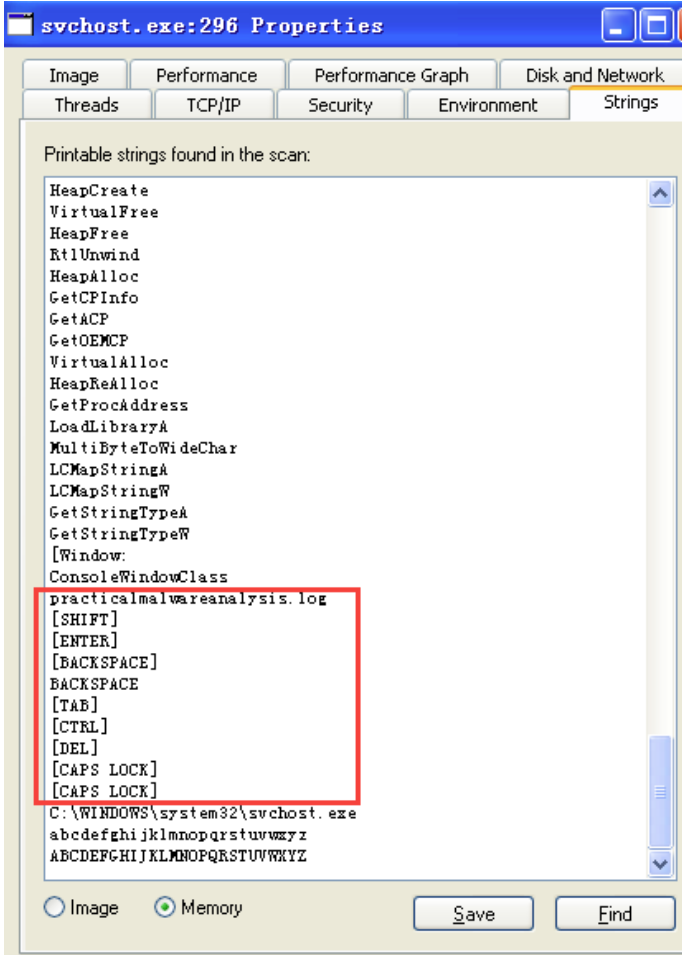 svchost.exe:296 Properties
Image Performance Performance Graph Disk and Network
Threads TCP/IP Security Environment Strings
Printable strings found in the scan:
HeapCreate
VirtualFree
HeapFree
RtlUnwind
HeapAlloc
GetCPInfo
GetACP
GetOEMCP
VirtualAlloc
HeapReAlloc
GetProcAddress
LoadLibraryA
MultiByteToWideChar
LCMapStringA
LCMapStringW
GetStringTypeA
GetStringTypeW
[Window:
ConsoleWindowClass
practicalmalwareanalysis.log
[SHIFT]
[ENTER]
[BACKSPACE]
BACKSPACE
[TAB]
[CTRL]
[DEL]
[CAPS LOCK]
[CAPS LOCK]
C:\WINDOWS\system32\svchost.exe
abcdefghijklmnopqrstuvwxyz
ABCDEFGHIJKLMNOPQRSTUVWXYZ
Image Memory Save Find